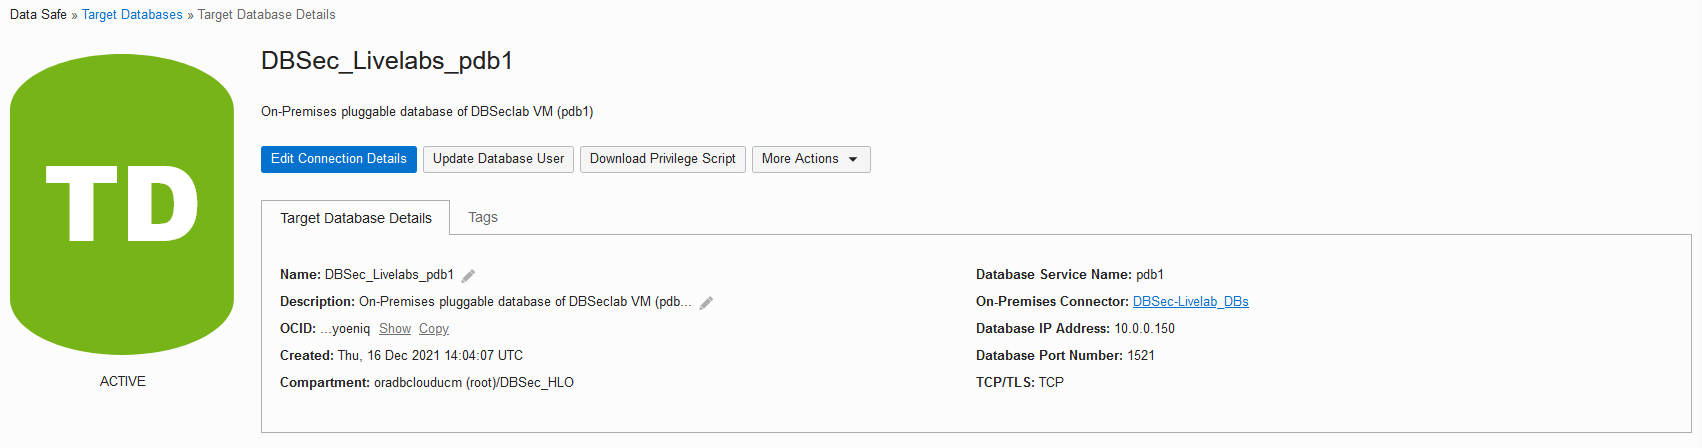 Data Safe » Target Databases » Target Database Details
TD
ACTIVE
DBSec_Livelabs_pdb1
On-Premises pluggable database of DBSeclab VM (pdb1)
Edit Connection Details Update Database User Download Privilege Script More Actions
Target Database Details Tags
Name: DBSec_Livelabs_pdb1
Description: On-Premises pluggable database of DBSeclab VM (pdb...
OCID: ...yoeniq Show Copy
Created: Thu, 16 Dec 2021 14:04:07 UTC
Compartment: oradbclouducm (root)/DBSec_HLO
Database Service Name: pdb1
On-Premises Connector: DBSec-Livelab_DBs
Database IP Address: 10.0.0.150
Database Port Number: 1521
TCP/TLS: TCP